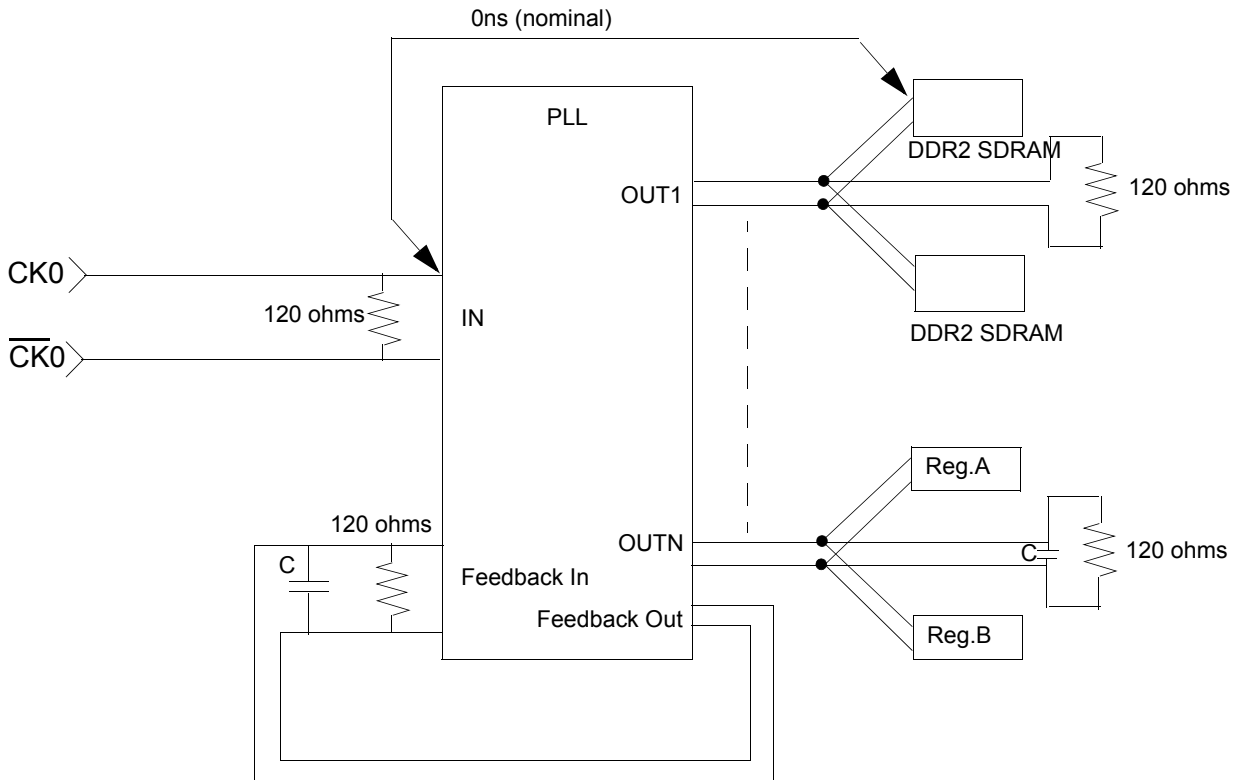 0ns (nominal)
PLL
DDR2 SDRAM
OUT1
120 ohms
CK0
120 ohms
IN
C̅K̅0
DDR2 SDRAM
Reg.A
120 ohms
OUTN
C
120 ohms
C
Feedback In
Feedback Out
Reg.B